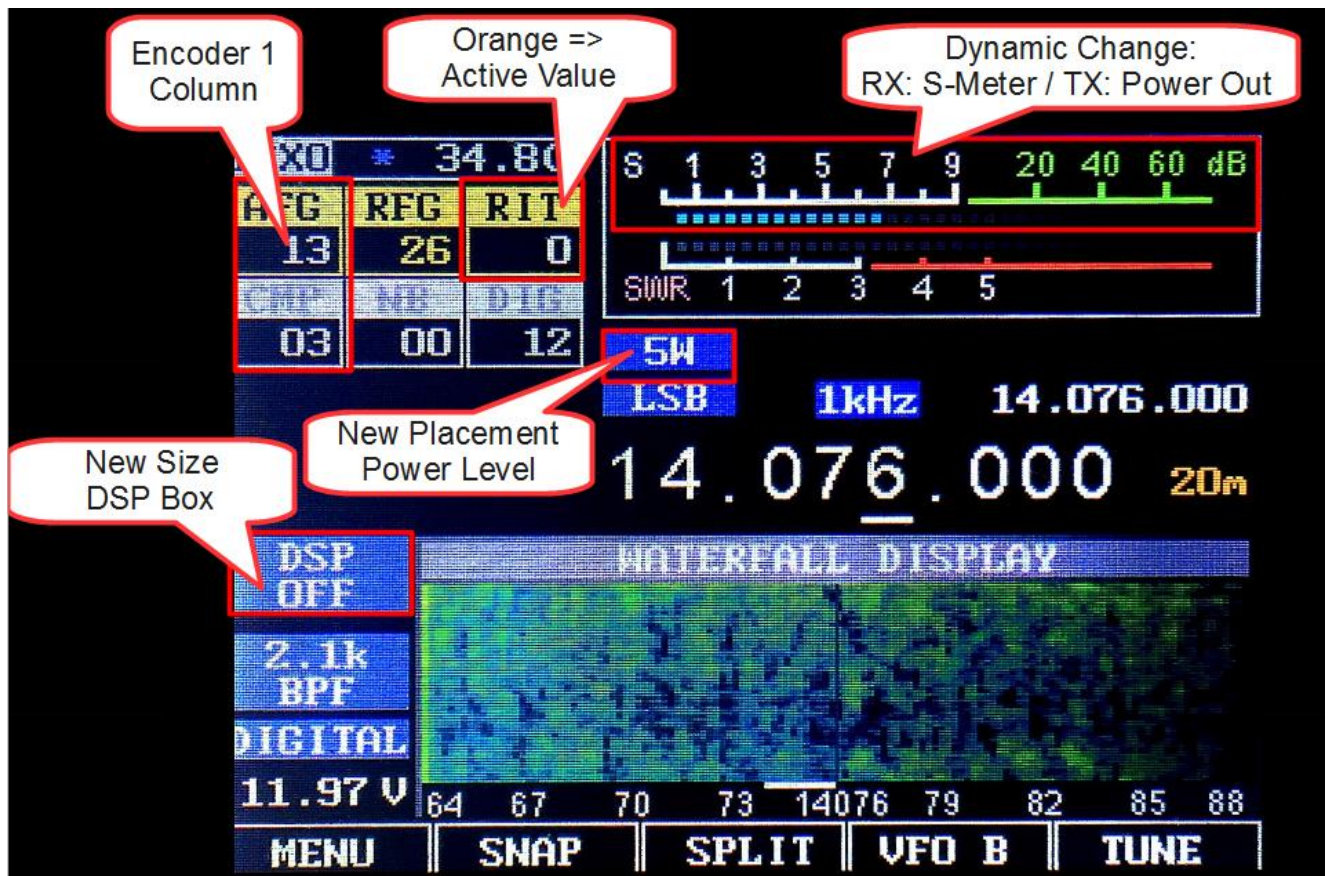 Encoder 1
Column
Orange =>
Active Value
Dynamic Change:
RX: S-Meter / TX: Power Out
* 34.80
S 1 3 5 7 9 20 40 60 dB
AFG RFG RIT
13 26 0
CMP NB DIG
03 00 12
SWR 1 2 3 4 5
5W
LSB 1kHz 14.076.000
New Placement
Power Level
14.076.000 20m
New Size
DSP Box
DSP
OFF
WATERFALL DISPLAY
2.1k
BPF
DIGITAL
11.97 V
64 67 70 73 14076 79 82 85 88
MENU SNAP SPLIT VFO B TUNE